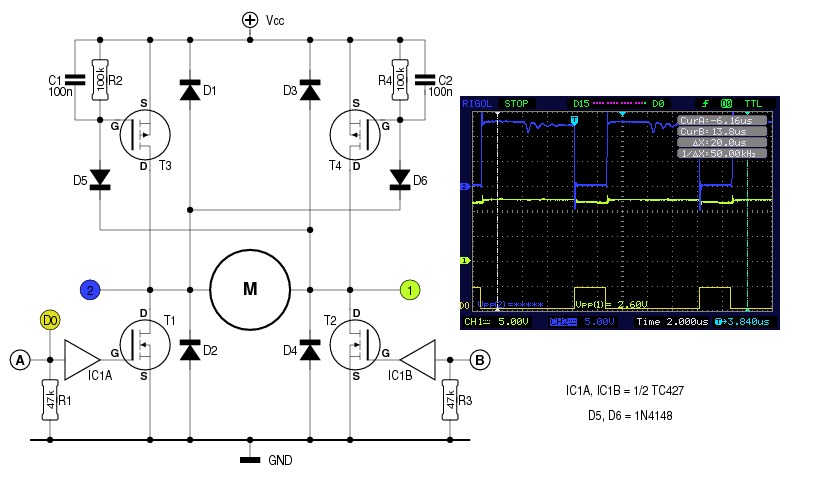 Vcc
C1
100n
100k
R2
D1
D3
R4
100k
C2
100n
S
G
D
T3
S
G
D
T4
D5
D6
2
M
1
D0
D
T1
G
S
D2
D
T2
G
S
D4
A
IC1A
IC1B
B
47k
R1
47k
R3
GND
RIGOL STOP D15 D0 TTL
CurA:-6.16us
CurB: 13.8us
ΔX: 20.0us
1/ΔX: 50.00kHz
T
2
1
D0
Vpp(2)=***** Vpp(1)= 2.60V
CH1 5.00V CH2 5.00V Time 2.000us T→3.840us
IC1A, IC1B = 1/2 TC427
D5, D6 = 1N4148